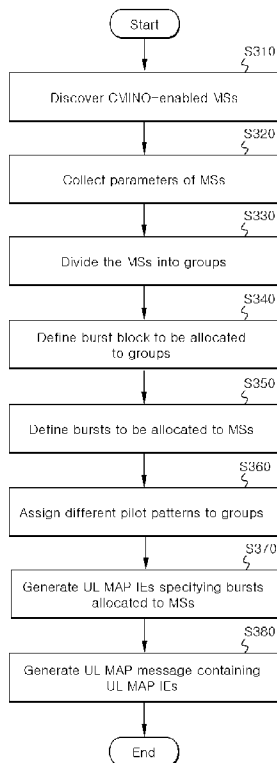 Start
S310
Discover CMINO-enabled MSs
S320
Collect parameters of MSs
S330
Divide the MSs into groups
S340
Define burst block to be allocated
to groups
S350
Define bursts to be allocated to MSs
S360
Assign different pilot patterns to groups
S370
Generate UL MAP IEs specifying bursts
allocated to MSs
S380
Generate UL MAP message containing
UL MAP IEs
End